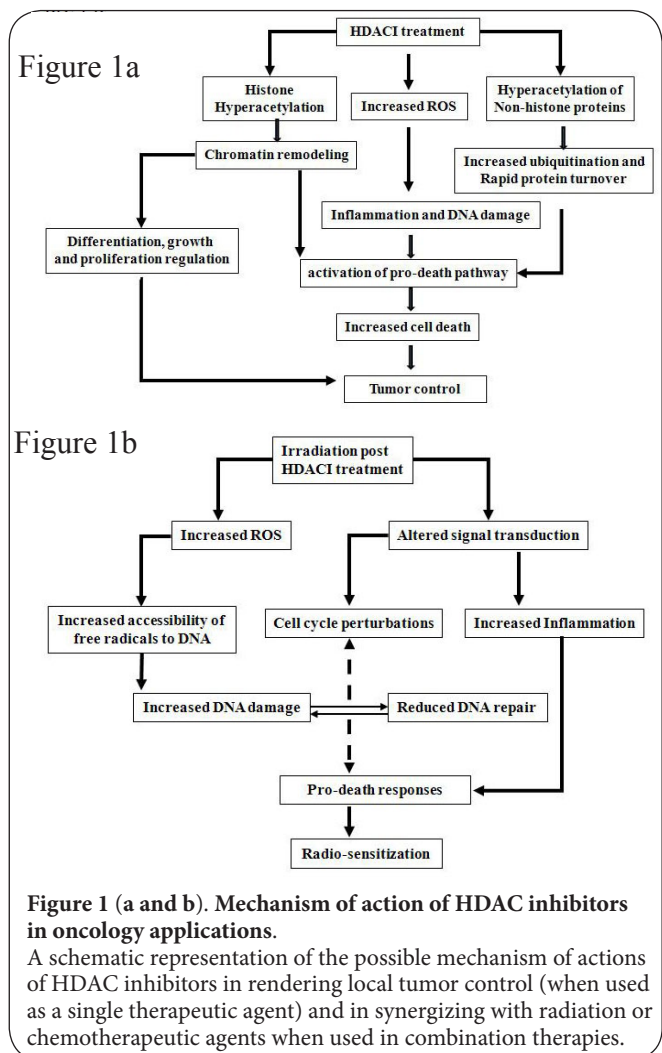 Figure 1a
HDACI treatment
Histone
Hyperacetylation
Increased ROS
Hyperacetylation of
Non-histone proteins
Chromatin remodeling
Increased ubiquitination and
Rapid protein turnover
Inflammation and DNA damage
Differentiation, growth
and proliferation regulation
activation of pro-death pathway
Increased cell death
Tumor control
Figure 1b
Irradiation post
HDACI treatment
Increased ROS
Altered signal transduction
Increased accessibility of
free radicals to DNA
Cell cycle perturbations
Increased Inflammation
Increased DNA damage
Reduced DNA repair
Pro-death responses
Radio-sensitization
Figure 1 (a and b). Mechanism of action of HDAC inhibitors
in oncology applications.
A schematic representation of the possible mechanism of actions
of HDAC inhibitors in rendering local tumor control (when used
as a single therapeutic agent) and in synergizing with radiation or
chemotherapeutic agents when used in combination therapies.